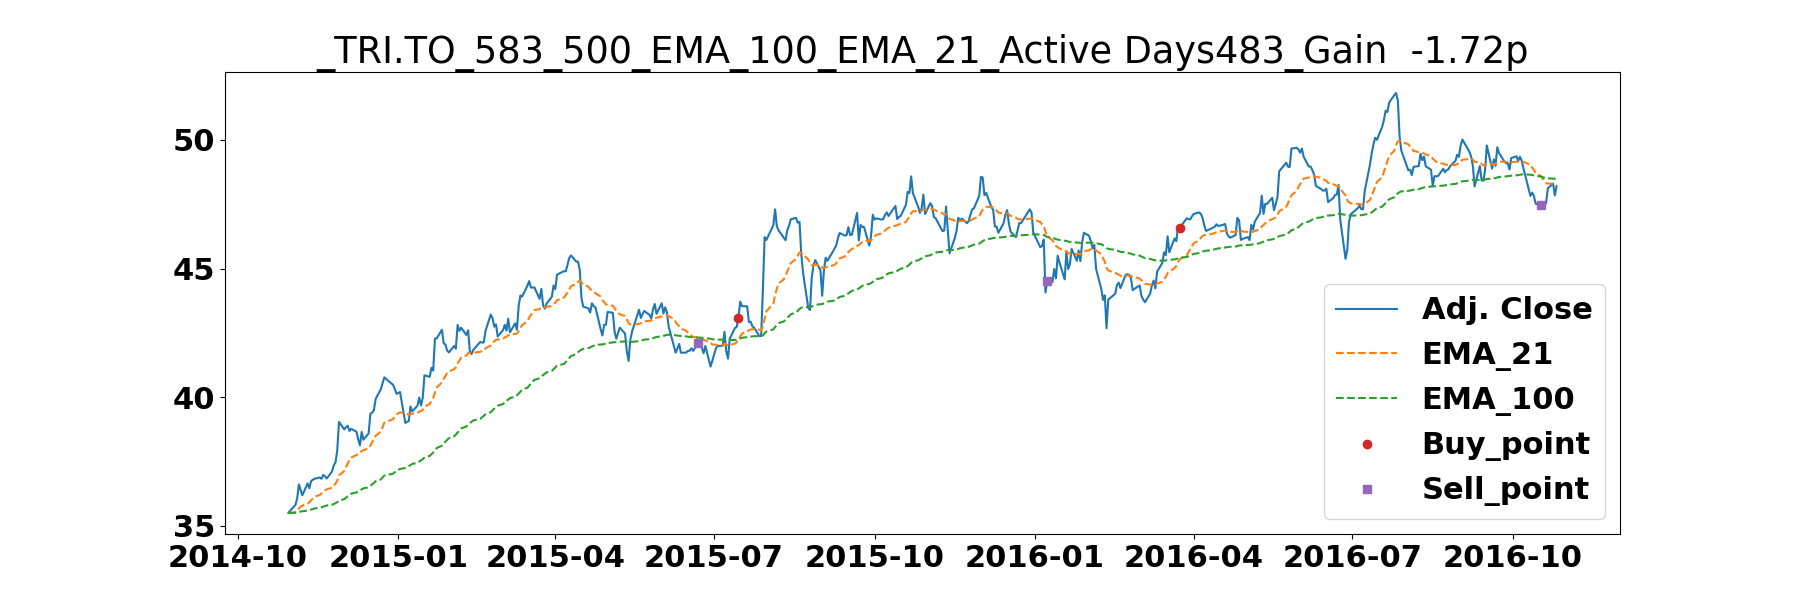 _TRI.TO_583_500_EMA_100_EMA_21_Active Days483_Gain  -1.72p
50
45
40
35
2014-10 2015-01 2015-04 2015-07 2015-10 2016-01 2016-04 2016-07 2016-10
Adj. Close
EMA_21
EMA_100
Buy_point
Sell_point